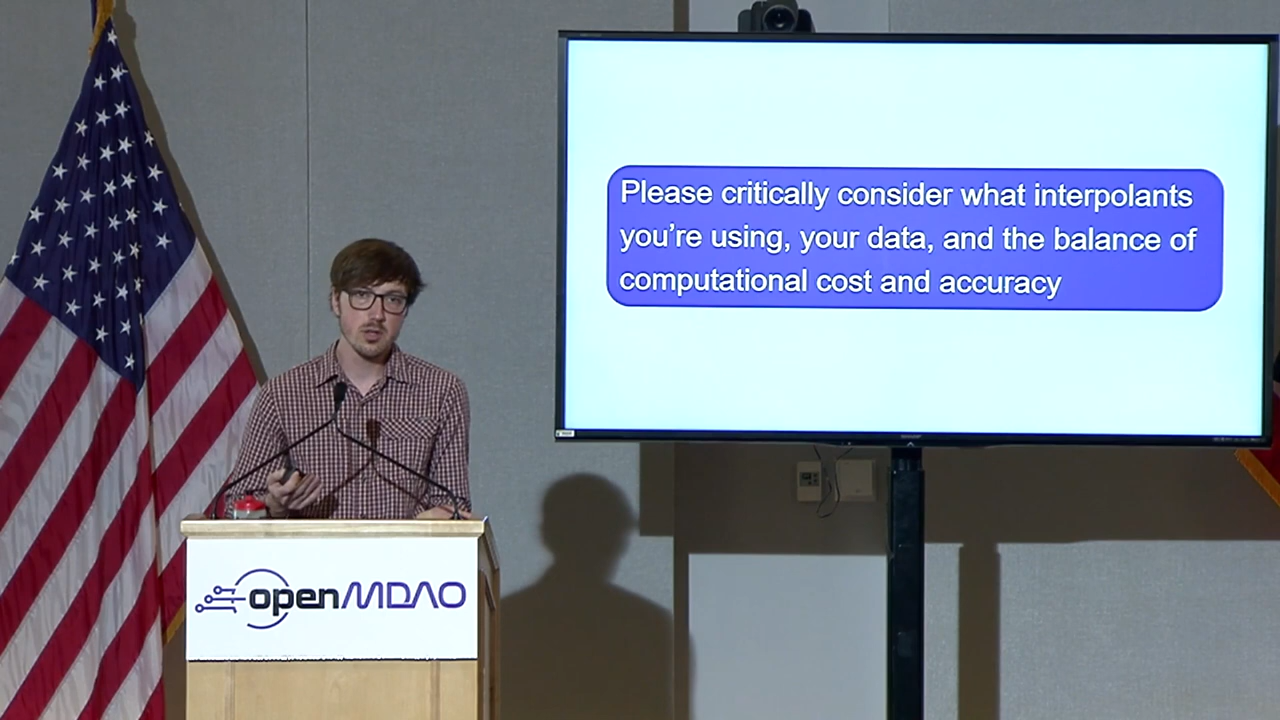 Please critically consider what interpolants
you're using, your data, and the balance of
computational cost and accuracy
openMDAO